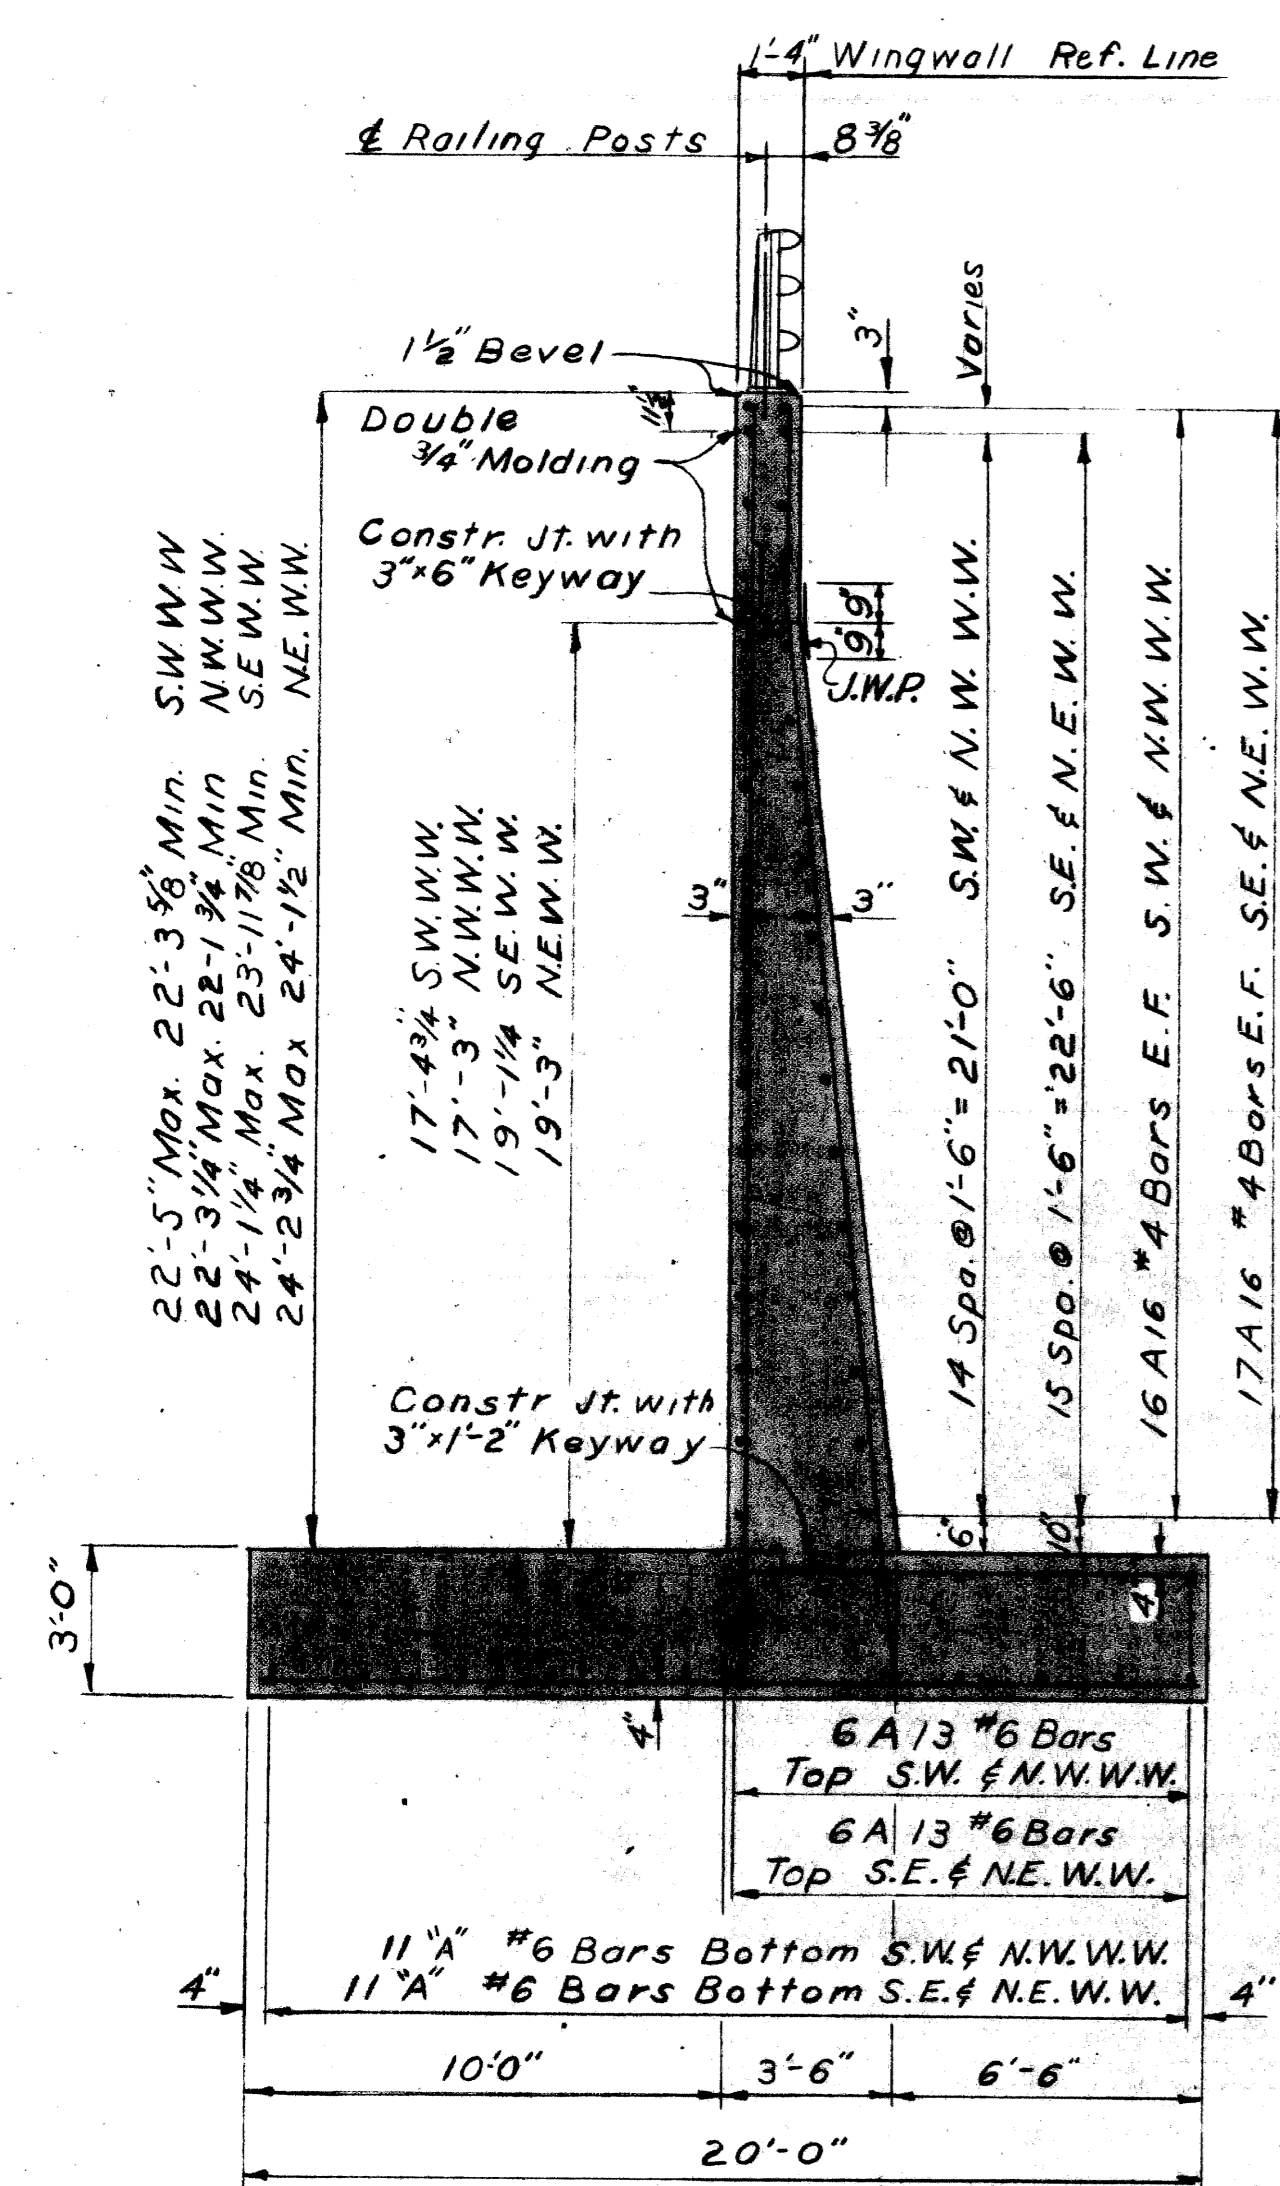 1'-4" Wingwall Ref. Line
℄ Railing Posts 8 3/8"
1 1/2" Bevel
3"
Varies
11 1/2"
Double
3/4" Molding
Constr. Jt. with
3"x6" Keyway
9"
9"
J.W.P.
22'-5" Max. 22'-3 5/8" Min. S.W. W.W
22'-3 1/4" Max. 22-1 3/4" Min N.W. W.W.
24'-1 1/4" Max. 23'-11 7/8" Min. S.E W.W.
24'-2 3/4" Max 24'-1 1/2" Min. N.E. W.W.
17'-4 3/4" S.W. W.W.
17'-3" N.W. W.W.
19'-1 1/4 S.E. W.W.
19'-3" N.E. W.W.
3" 3"
14 Spa. @ 1'-6" = 21'-0" S.W. & N.W. W.W.
15 Spa. @ 1'-6" = 22'-6" S.E. & N.E. W.W.
16 A16 #4 Bars E.F. S.W. & N.W. W.W.
17 A16 #4 Bars E.F. S.E. & N.E. W.W.
Constr Jt. with
3"x1'-2" Keyway
6"
10"
3'-0"
4
4"
6 A 13 #6 Bars
Top S.W. & N.W. W.W.
6 A 13 #6 Bars
Top S.E. & N.E. W.W.
11 "A" #6 Bars Bottom S.W. & N.W. W.W.
4" 11 "A" #6 Bars Bottom S.E. & N.E. W.W. 4"
10'-0" 3'-6" 6'-6"
20'-0"